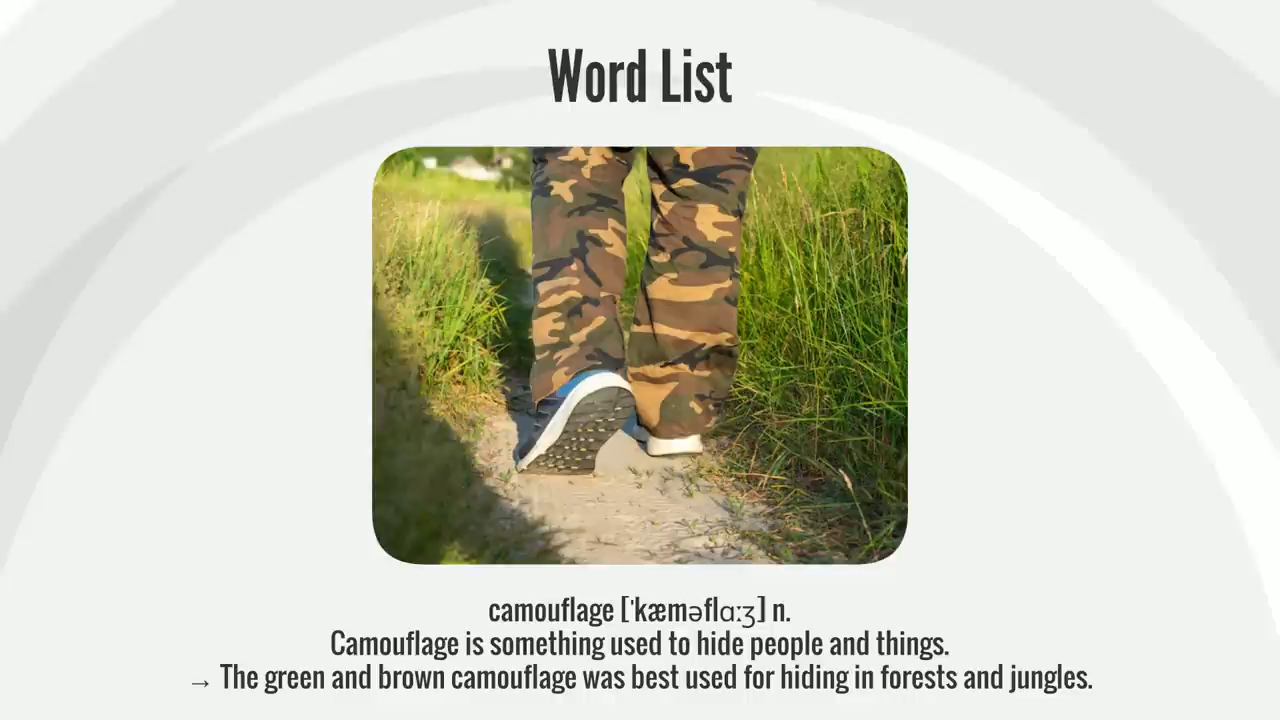 Word List
camouflage [ˈkæməflɑːʒ] n.
Camouflage is something used to hide people and things.
→ The green and brown camouflage was best used for hiding in forests and jungles.